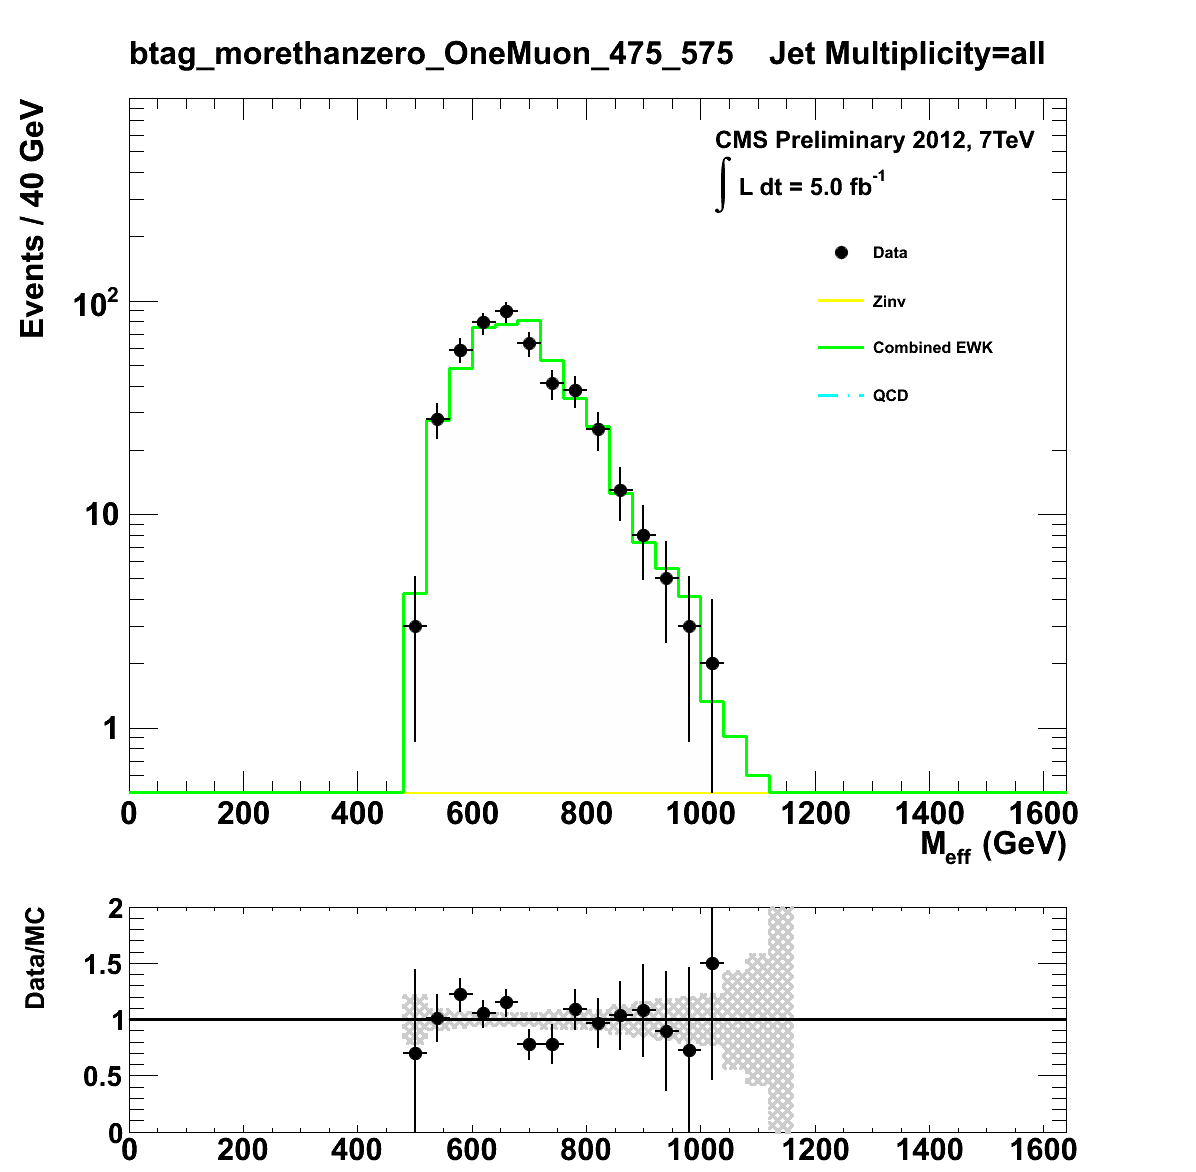 btag_morethanzero_OneMuon_475_575 Jet Multiplicity=all
Events / 40 GeV
CMS Preliminary 2012, 7TeV
∫ L dt = 5.0 fb⁻¹
Data
Zinv
Combined EWK
QCD
10²
10
1
0 200 400 600 800 1000 1200 1400 1600
M_eff (GeV)
Data/MC
2
1.5
1
0.5
0
0 200 400 600 800 1000 1200 1400 1600